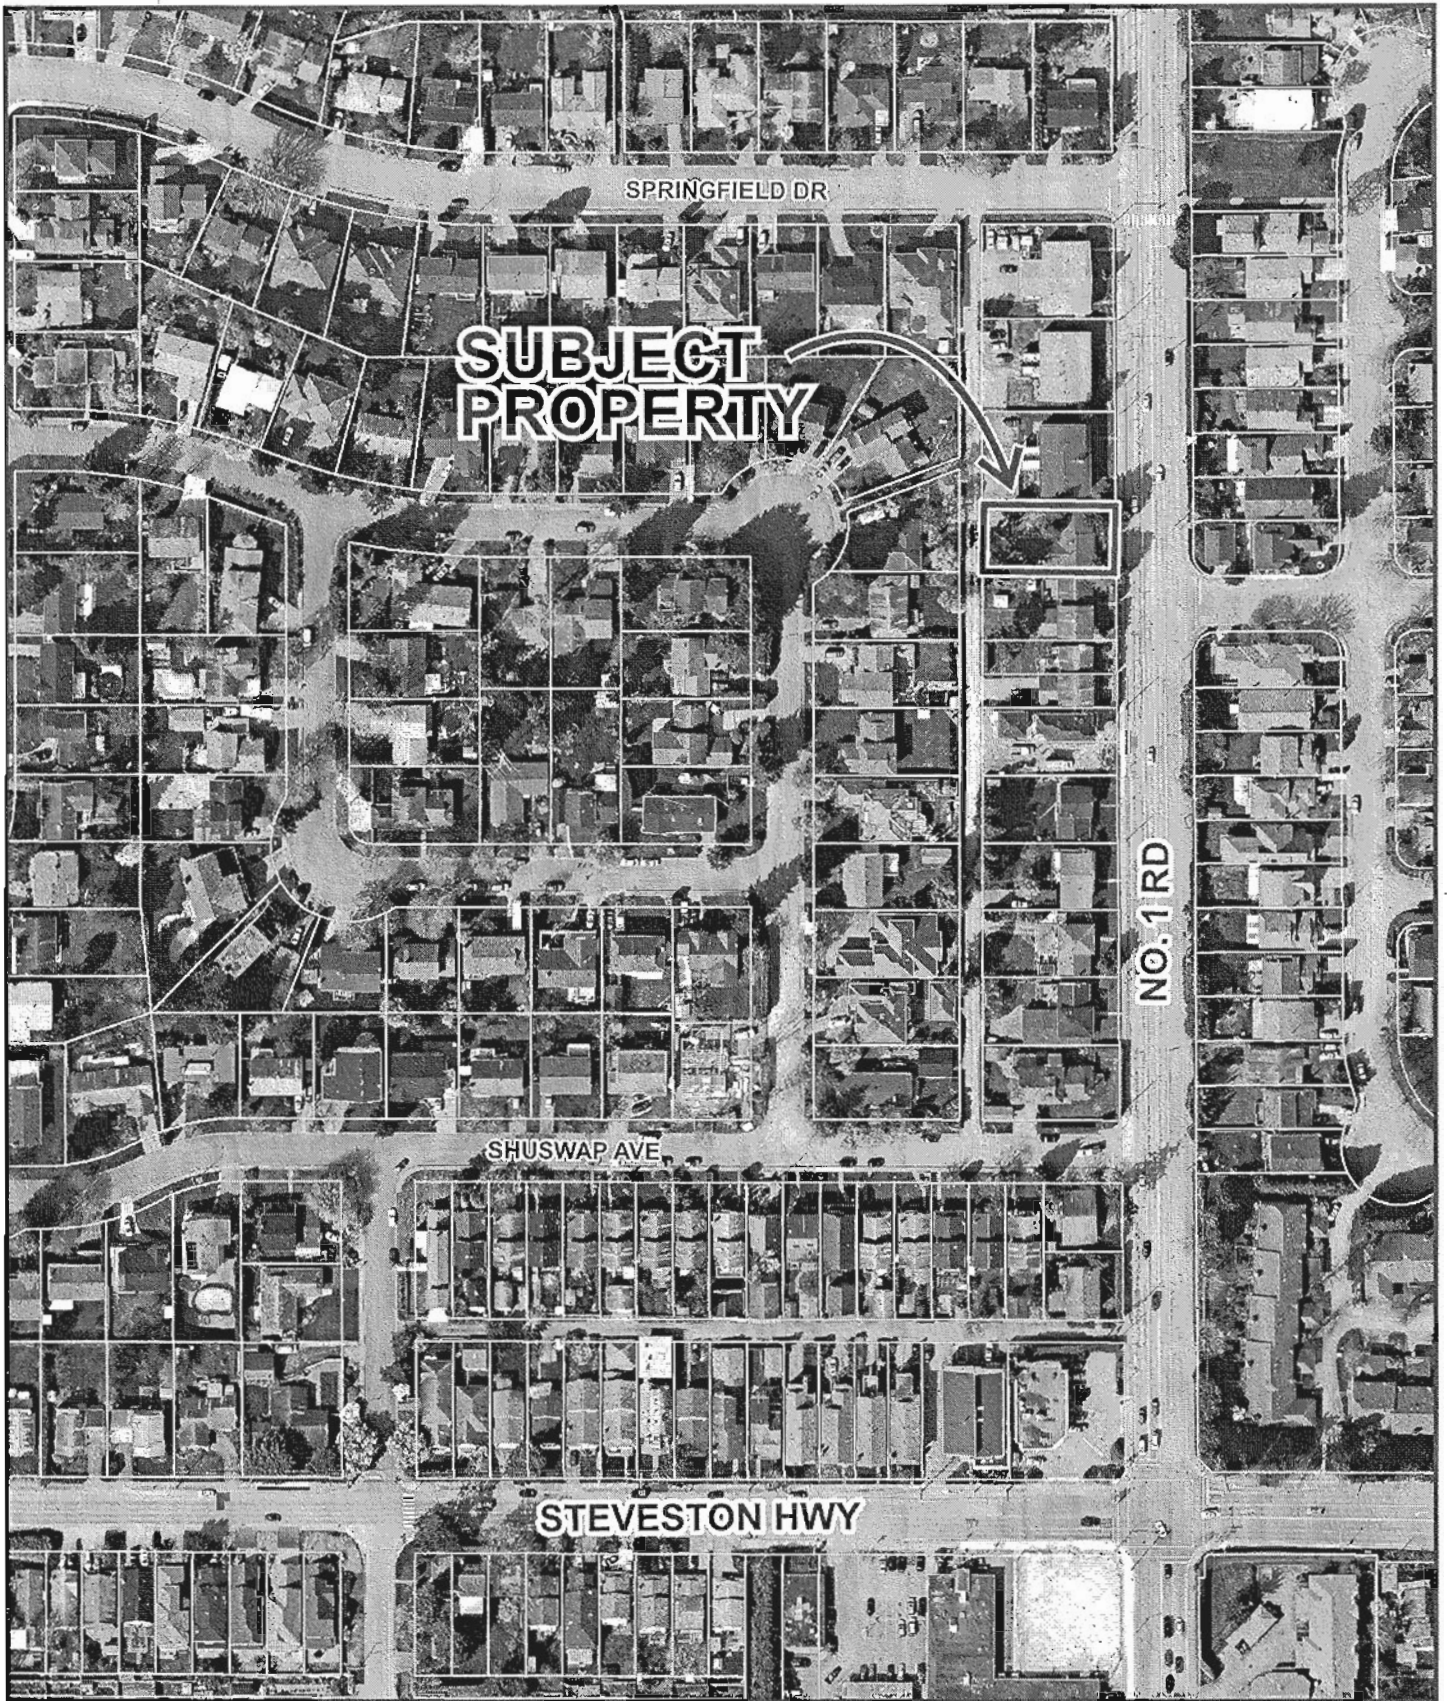 SPRINGFIELD DR
SUBJECT
PROPERTY
NO. 1 RD
SHUSWAP AVE
STEVESTON HWY